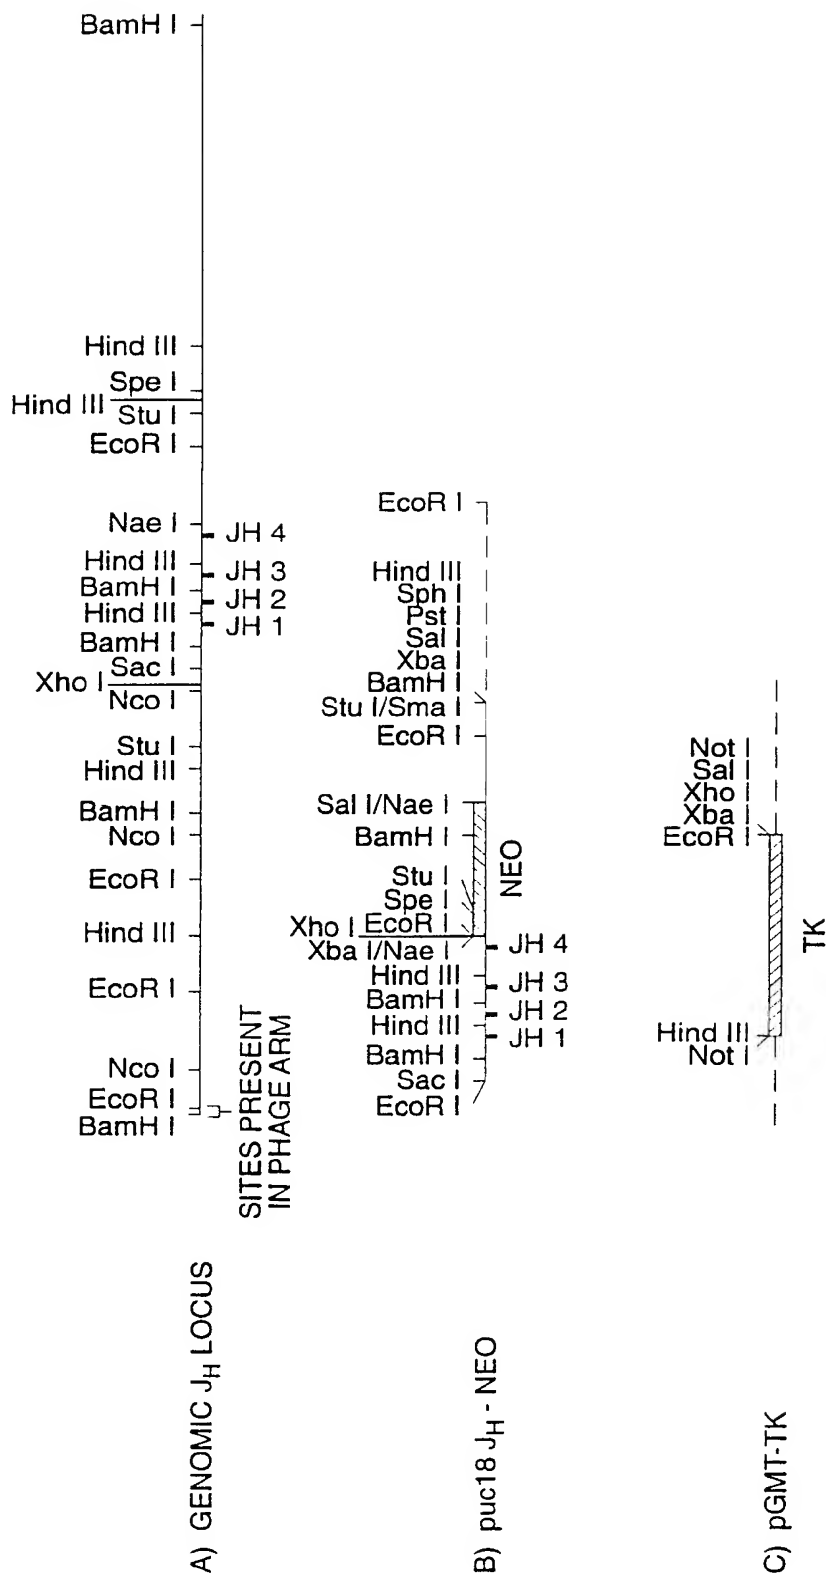 BamH I
Hind III
Spe I
Hind III
Stu I
EcoR I
Nae I
JH 4
Hind III
JH 3
BamH I
JH 2
Hind III
JH 1
BamH I
Sac I
Xho I
Nco I
Stu I
Hind III
BamH I
Nco I
EcoR I
Hind III
EcoR I
Nco I
EcoR I
BamH I
SITES PRESENT
IN PHAGE ARM
A) GENOMIC JH LOCUS
EcoR I
Hind III
Sph I
Pst I
Sal I
Xba I
BamH I
Stu I/Sma I
EcoR I
Sal I/Nae I
BamH I
NEO
Stu I
Spe I
EcoR I
Xho I
Xba I/Nae I
JH 4
Hind III
JH 3
BamH I
JH 2
Hind III
JH 1
BamH I
Sac I
EcoR I
B) puc18 JH - NEO
Not I
Sal I
Xho I
Xba I
EcoR I
TK
Hind III
Not I
C) pGMT-TK